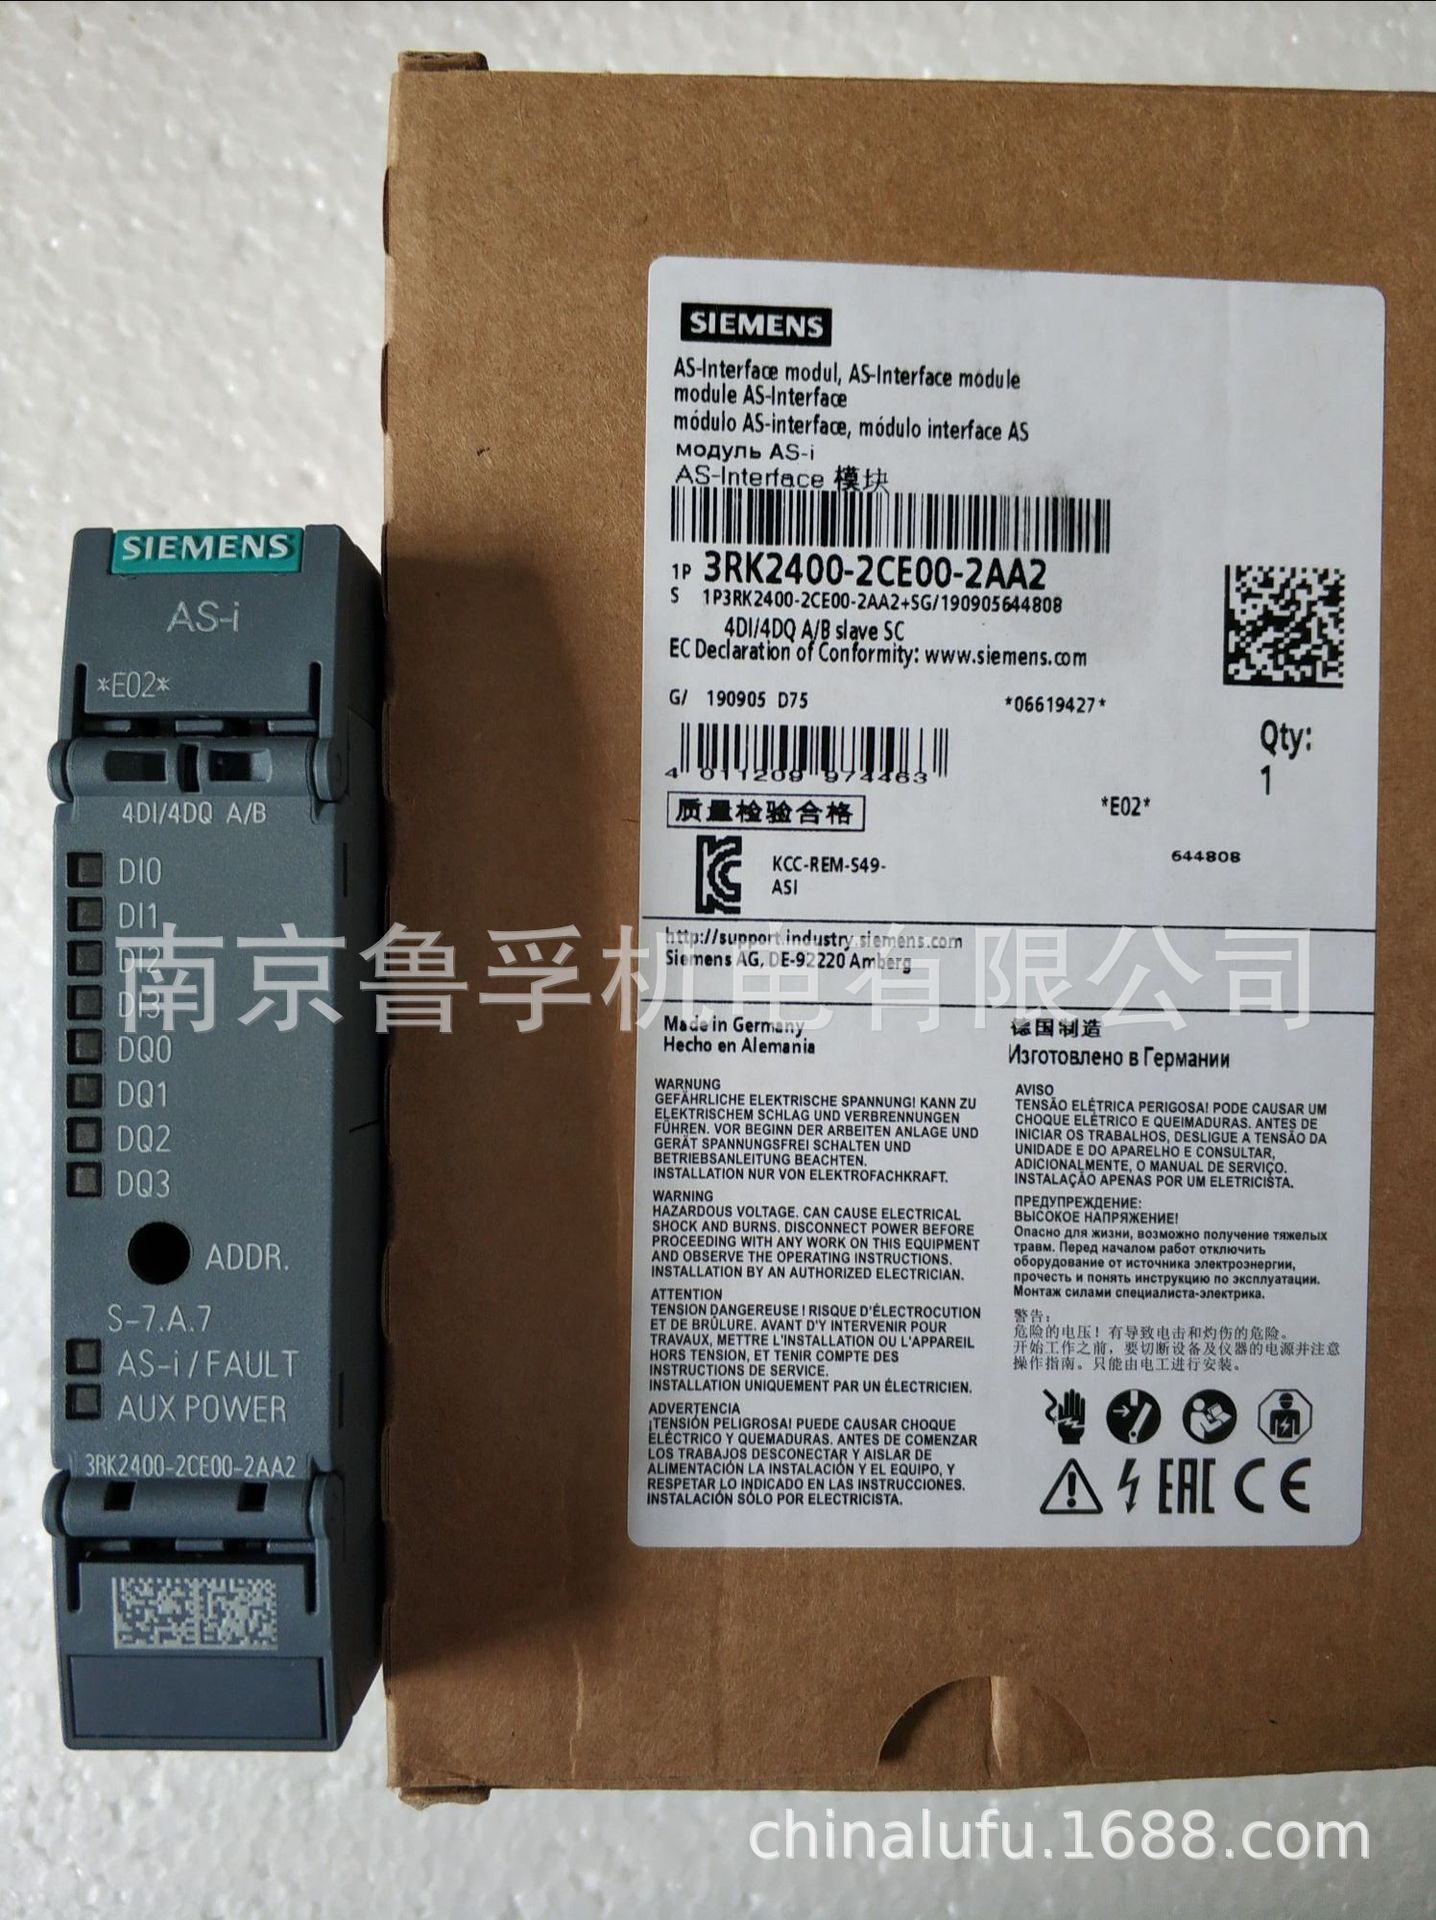 SIEMENS
AS-i
*E02*
4DI/4DQ A/B
DI0
DI1
DI2
DI3
DQ0
DQ1
DQ2
DQ3
ADDR.
S-7.A.7
AS-i/FAULT
AUX POWER
3RK2400-2CE00-2AA2
SIEMENS
AS-Interface modul, AS-Interface module
module AS-Interface
módulo AS-interface, módulo interface AS
модуль AS-i
AS-Interface 模块
1P 3RK2400-2CE00-2AA2
S 1P3RK2400-2CE00-2AA2+SG/190905644808
4DI/4DQ A/B slave SC
EC Declaration of Conformity: www.siemens.com
G/ 190905 D75 *06619427*
Qty:
1
4 011209 974463
质量检验合格
*E02*
644808
KCC-REM-S49-
ASI
http://support.industry.siemens.com
Siemens AG, DE-92220 Amberg
南京鲁孚机电有限公司
Made in Germany
Hecho en Alemania
德国制造
Изготовлено в Германии
WARNUNG
GEFÄHRLICHE ELEKTRISCHE SPANNUNG! KANN ZU
ELEKTRISCHEM SCHLAG UND VERBRENNUNGEN
FÜHREN. VOR BEGINN DER ARBEITEN ANLAGE UND
GERÄT SPANNUNGSFREI SCHALTEN UND
BETRIEBSANLEITUNG BEACHTEN.
INSTALLATION NUR VON ELEKTROFACHKRAFT.
WARNING
HAZARDOUS VOLTAGE. CAN CAUSE ELECTRICAL
SHOCK AND BURNS. DISCONNECT POWER BEFORE
PROCEEDING WITH ANY WORK ON THIS EQUIPMENT
AND OBSERVE THE OPERATING INSTRUCTIONS.
INSTALLATION BY AN AUTHORIZED ELECTRICIAN.
ATTENTION
TENSION DANGEREUSE ! RISQUE D'ÉLECTROCUTION
ET DE BRÛLURE. AVANT D'Y INTERVENIR POUR
TRAVAUX, METTRE L'INSTALLATION OU L'APPAREIL
HORS TENSION, ET TENIR COMPTE DES
INSTRUCTIONS DE SERVICE.
INSTALLATION UNIQUEMENT PAR UN ÉLECTRICIEN.
ADVERTENCIA
¡TENSIÓN PELIGROSA! PUEDE CAUSAR CHOQUE
ELÉCTRICO Y QUEMADURAS. ANTES DE COMENZAR
LOS TRABAJOS DESCONECTAR Y AISLAR DE
ALIMENTACIÓN LA INSTALACIÓN Y EL EQUIPO, Y
RESPETAR LO INDICADO EN LAS INSTRUCCIONES.
INSTALACIÓN SÓLO POR ELECTRICISTA.
AVISO
TENSÃO ELÉTRICA PERIGOSA! PODE CAUSAR UM
CHOQUE ELÉTRICO E QUEIMADURAS. ANTES DE
INICIAR OS TRABALHOS, DESLIGUE A TENSÃO DA
UNIDADE E DO APARELHO E CONSULTAR,
ADICIONALMENTE, O MANUAL DE SERVIÇO.
INSTALAÇÃO APENAS POR UM ELETRICISTA.
ПРЕДУПРЕЖДЕНИЕ:
ВЫСОКОЕ НАПРЯЖЕНИЕ!
Опасно для жизни, возможно получение тяжелых
травм. Перед началом работ отключить
оборудование от источника электроэнергии,
прочесть и понять инструкцию по эксплуатации.
Монтаж силами специалиста-электрика.
警告：
危险的电压！有导致电击和灼伤的危险。
开始工作之前，要切断设备及仪器的电源并注意
操作指南。只能由电工进行安装。
EAC CE
chinalufu.1688.com